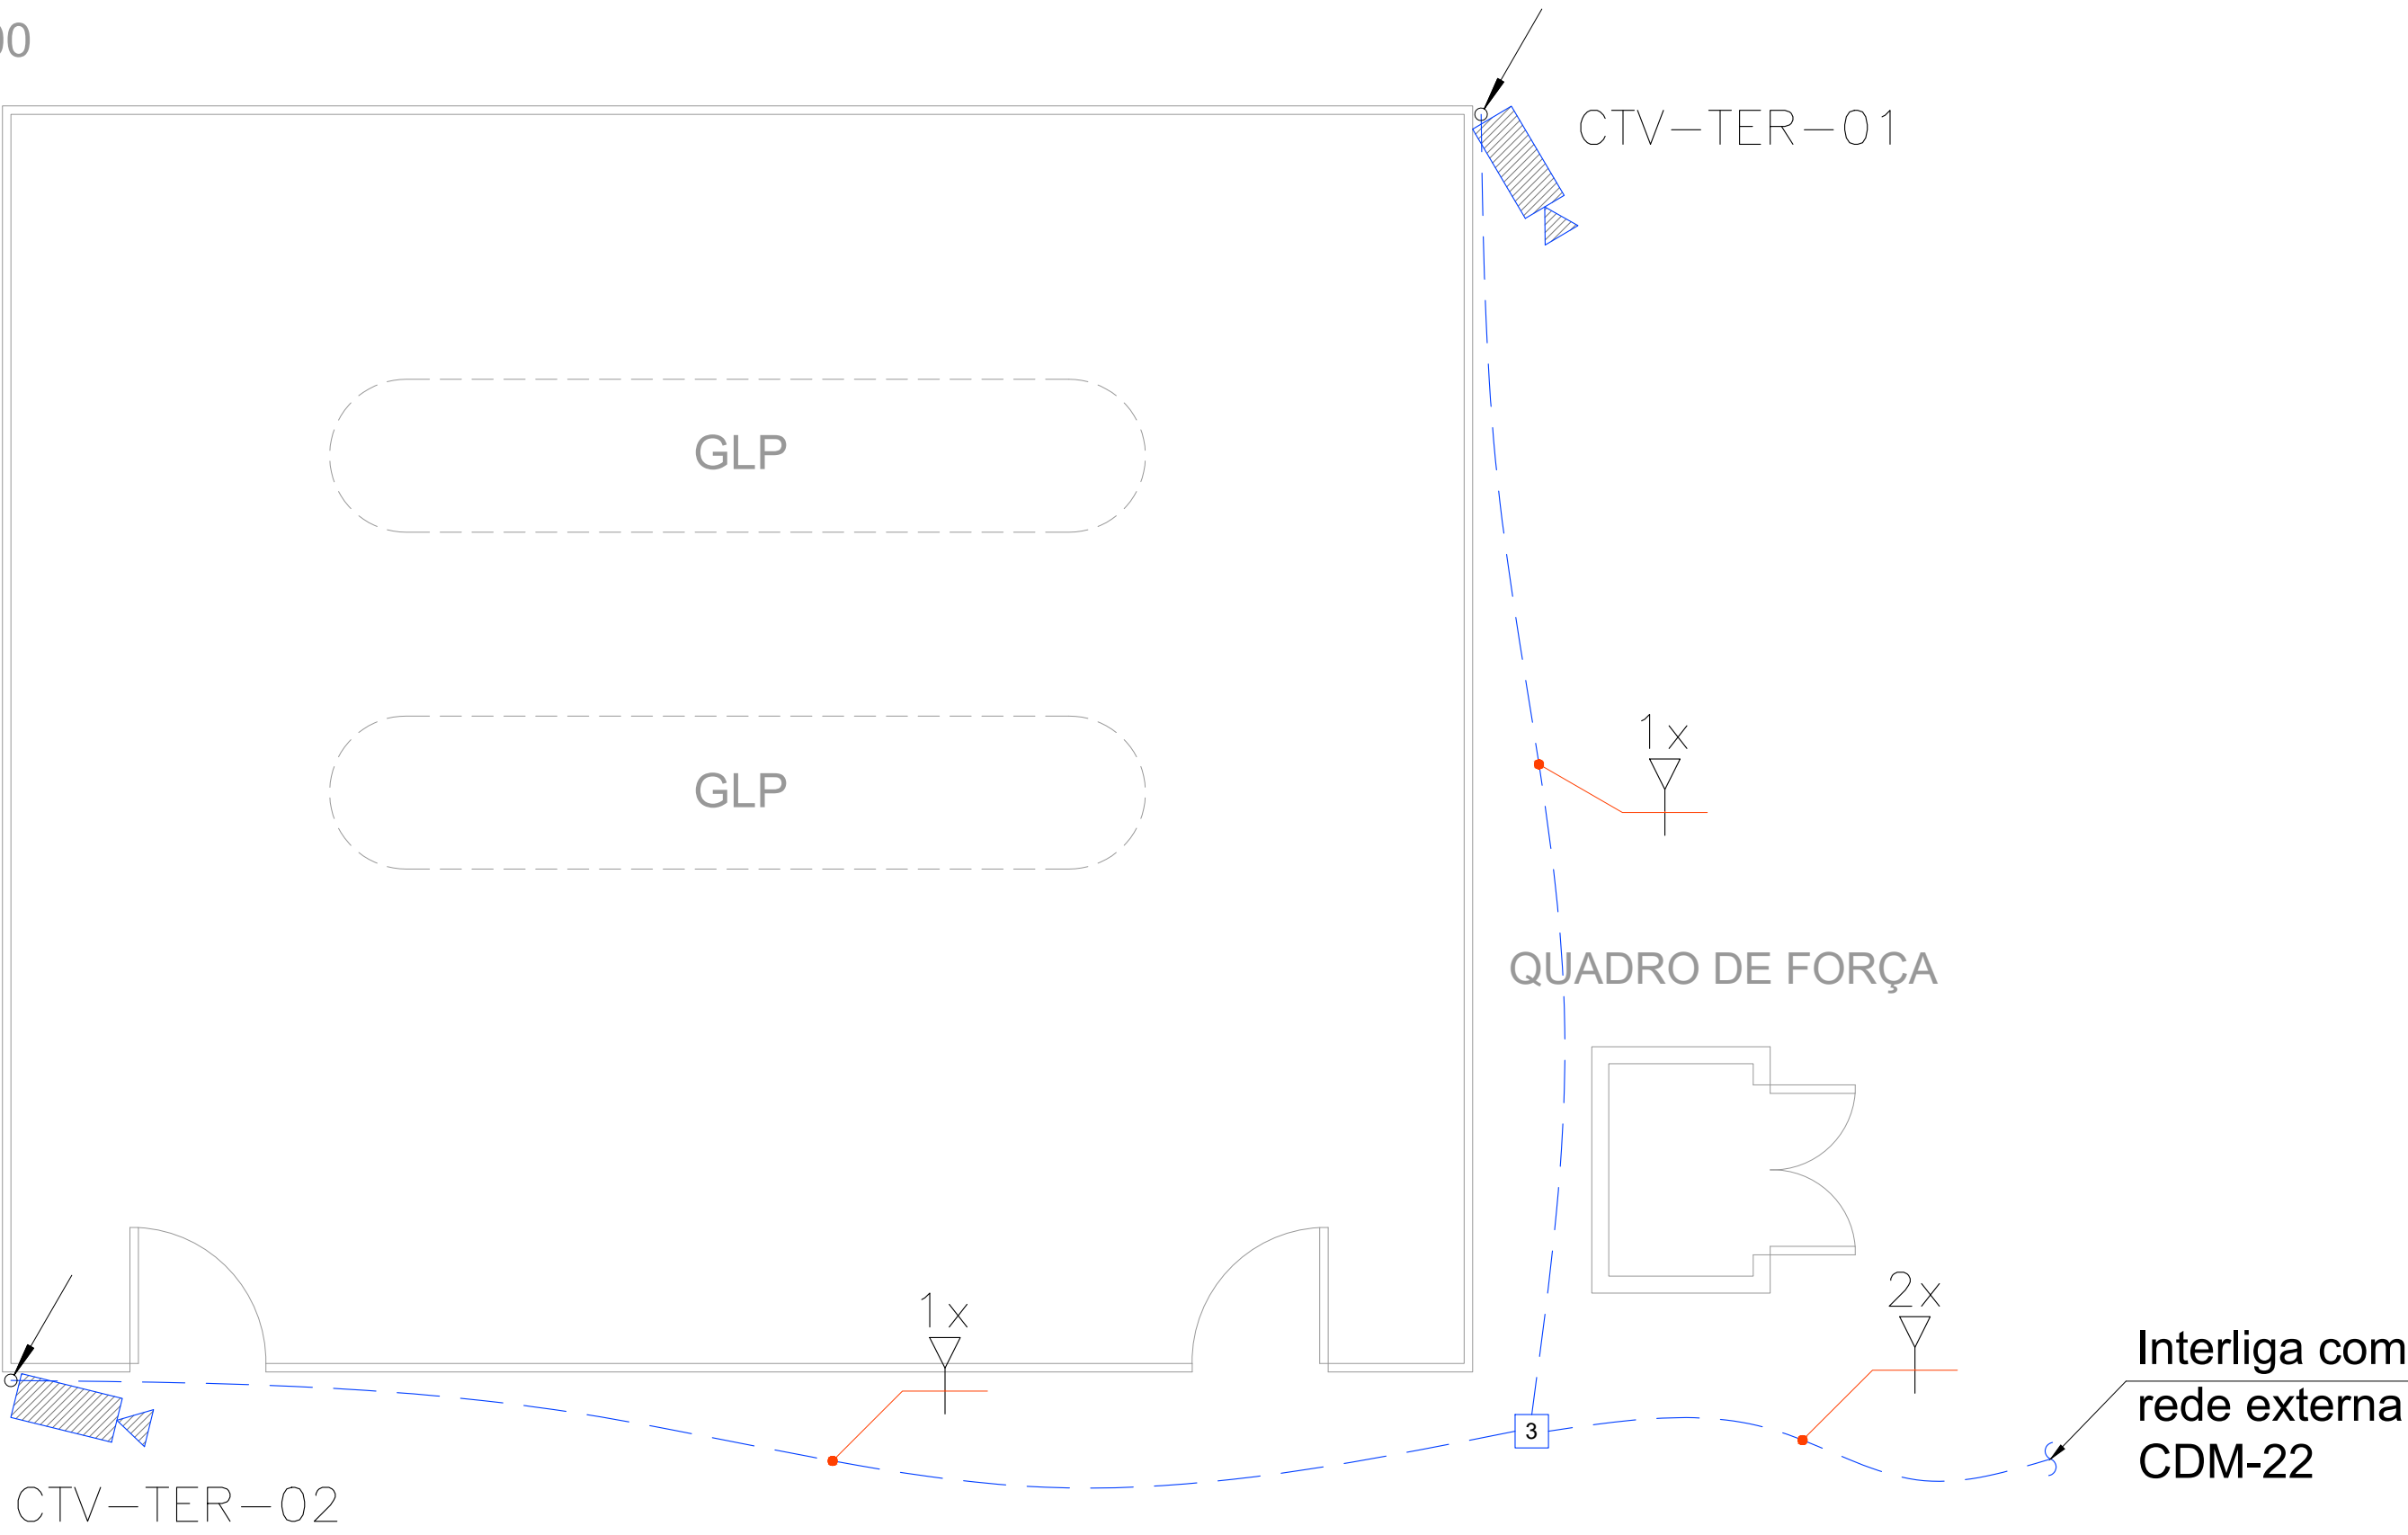 00
CTV-TER-01
GLP
1x
GLP
QUADRO DE FORÇA
2x
1x
Interliga com
rede externa
CDM-22
3
CTV-TER-02